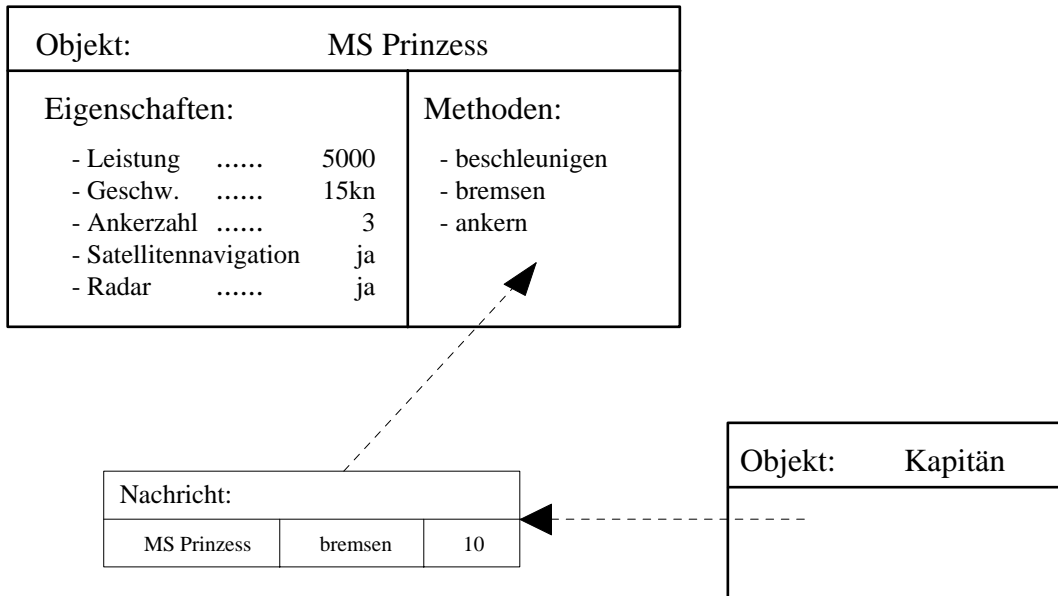 Objekt: MS Prinzess
Eigenschaften:
- Leistung ...... 5000
- Geschw. ...... 15kn
- Ankerzahl ...... 3
- Satellitennavigation ja
- Radar ...... ja
Methoden:
- beschleunigen
- bremsen
- ankern
Nachricht:
MS Prinzess bremsen 10
Objekt: Kapitän